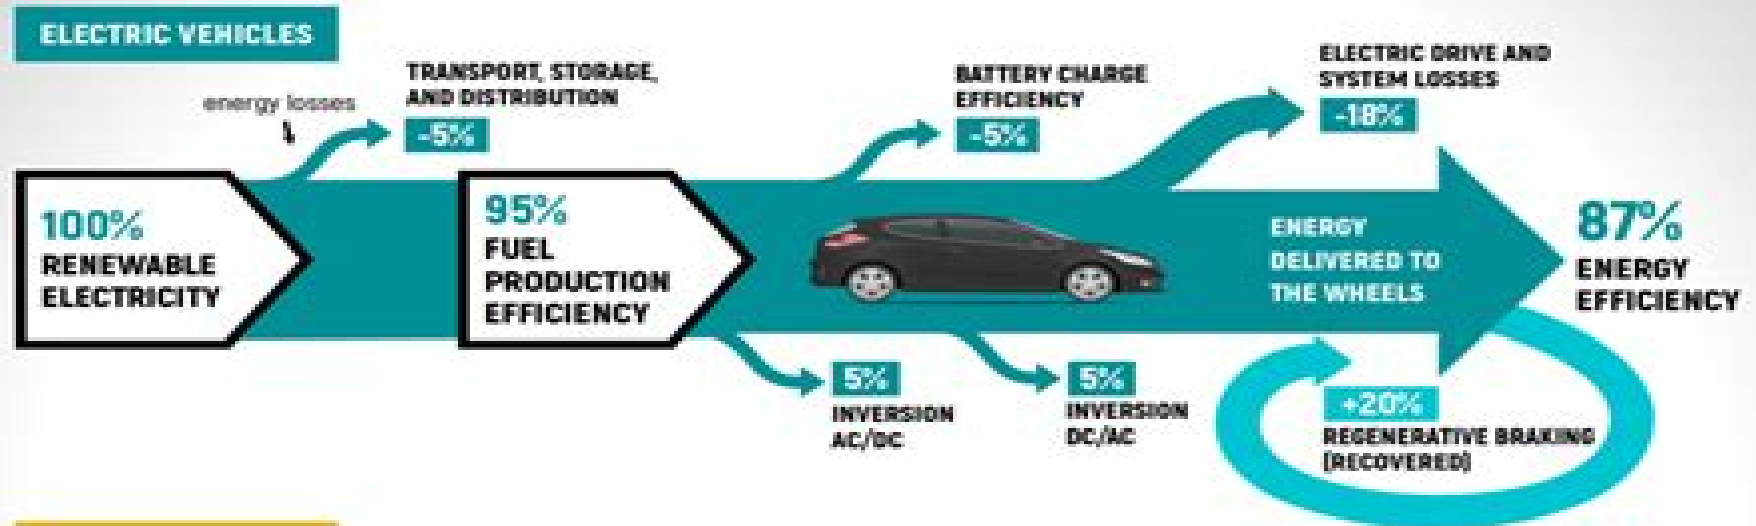 ELECTRIC VEHICLES
energy losses
TRANSPORT, STORAGE,
AND DISTRIBUTION
-5%
BATTERY CHARGE
EFFICIENCY
-5%
ELECTRIC DRIVE AND
SYSTEM LOSSES
-18%
100%
RENEWABLE
ELECTRICITY
95%
FUEL
PRODUCTION
EFFICIENCY
ENERGY
DELIVERED TO
THE WHEELS
87%
ENERGY
EFFICIENCY
5%
INVERSION
AC/DC
5%
INVERSION
DC/AC
+20%
REGENERATIVE BRAKING
(RECOVERED)